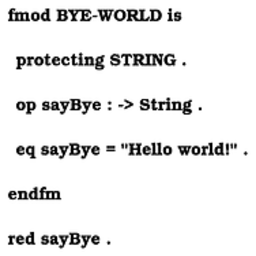 fmod BYE-WORLD is
protecting STRING .
op sayBye : -> String .
eq sayBye = "Hello world!" .
endfm
red sayBye .